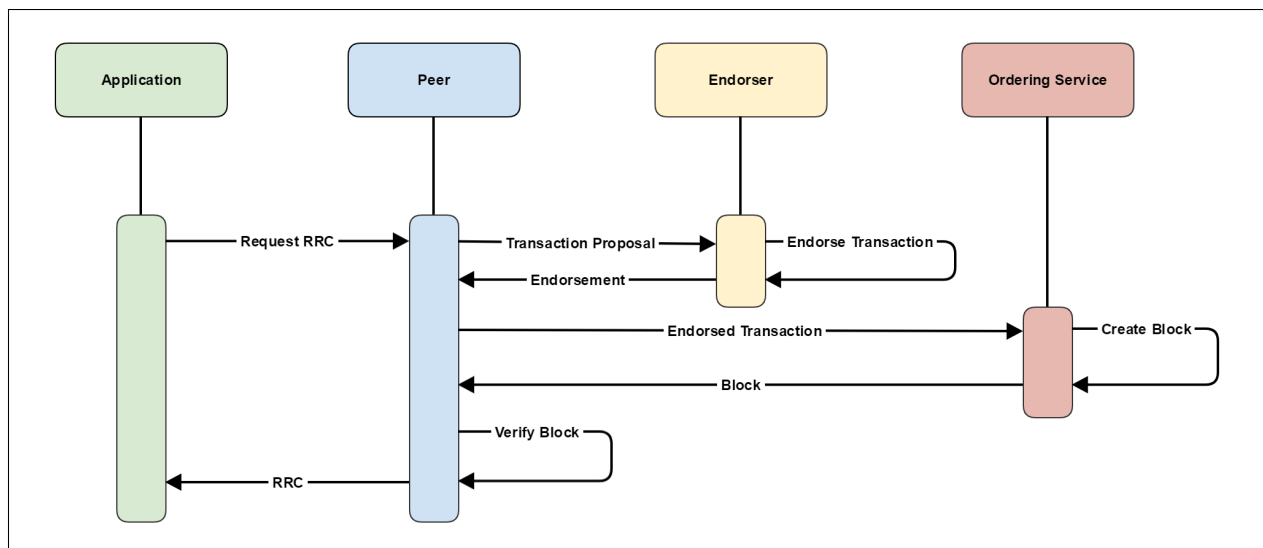 Application
Peer
Endorser
Ordering Service
Request RRC
Transaction Proposal
Endorse Transaction
Endorsement
Endorsed Transaction
Create Block
Block
Verify Block
RRC